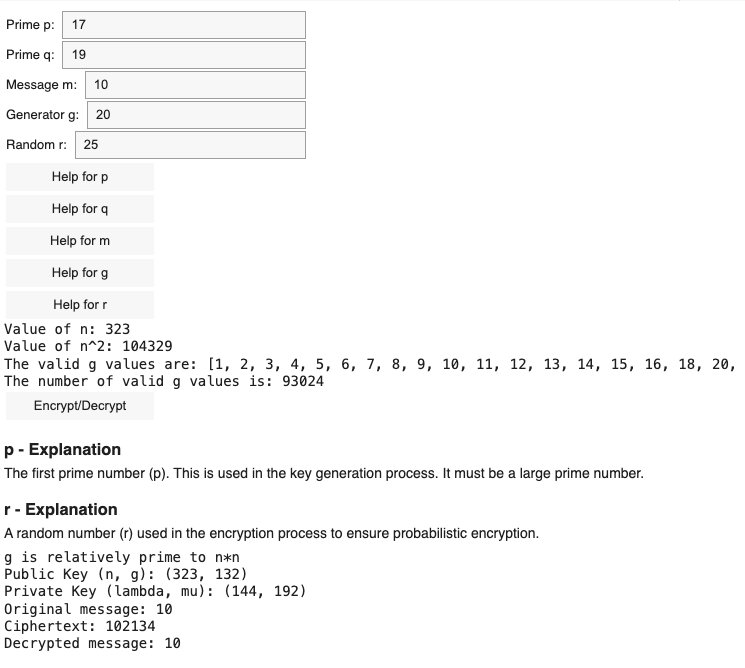 Prime p: 17
Prime q: 19
Message m: 10
Generator g: 20
Random r: 25
Help for p
Help for q
Help for m
Help for g
Help for r
Value of n: 323
Value of n^2: 104329
The valid g values are: [1, 2, 3, 4, 5, 6, 7, 8, 9, 10, 11, 12, 13, 14, 15, 16, 18, 20,
The number of valid g values is: 93024
Encrypt/Decrypt
p - Explanation
The first prime number (p). This is used in the key generation process. It must be a large prime number.
r - Explanation
A random number (r) used in the encryption process to ensure probabilistic encryption.
g is relatively prime to n*n
Public Key (n, g): (323, 132)
Private Key (lambda, mu): (144, 192)
Original message: 10
Ciphertext: 102134
Decrypted message: 10